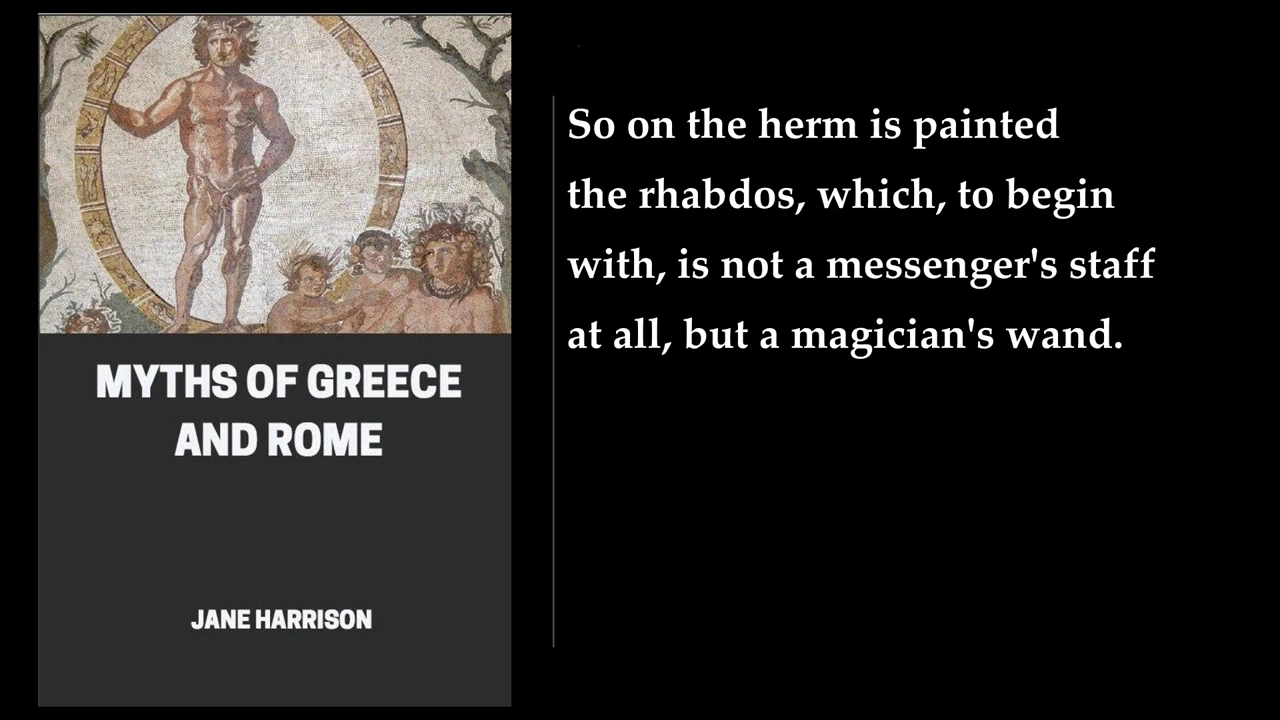 MYTHS OF GREECE
AND ROME
JANE HARRISON
So on the herm is painted
the rhabdos, which, to begin
with, is not a messenger's staff
at all, but a magician's wand.